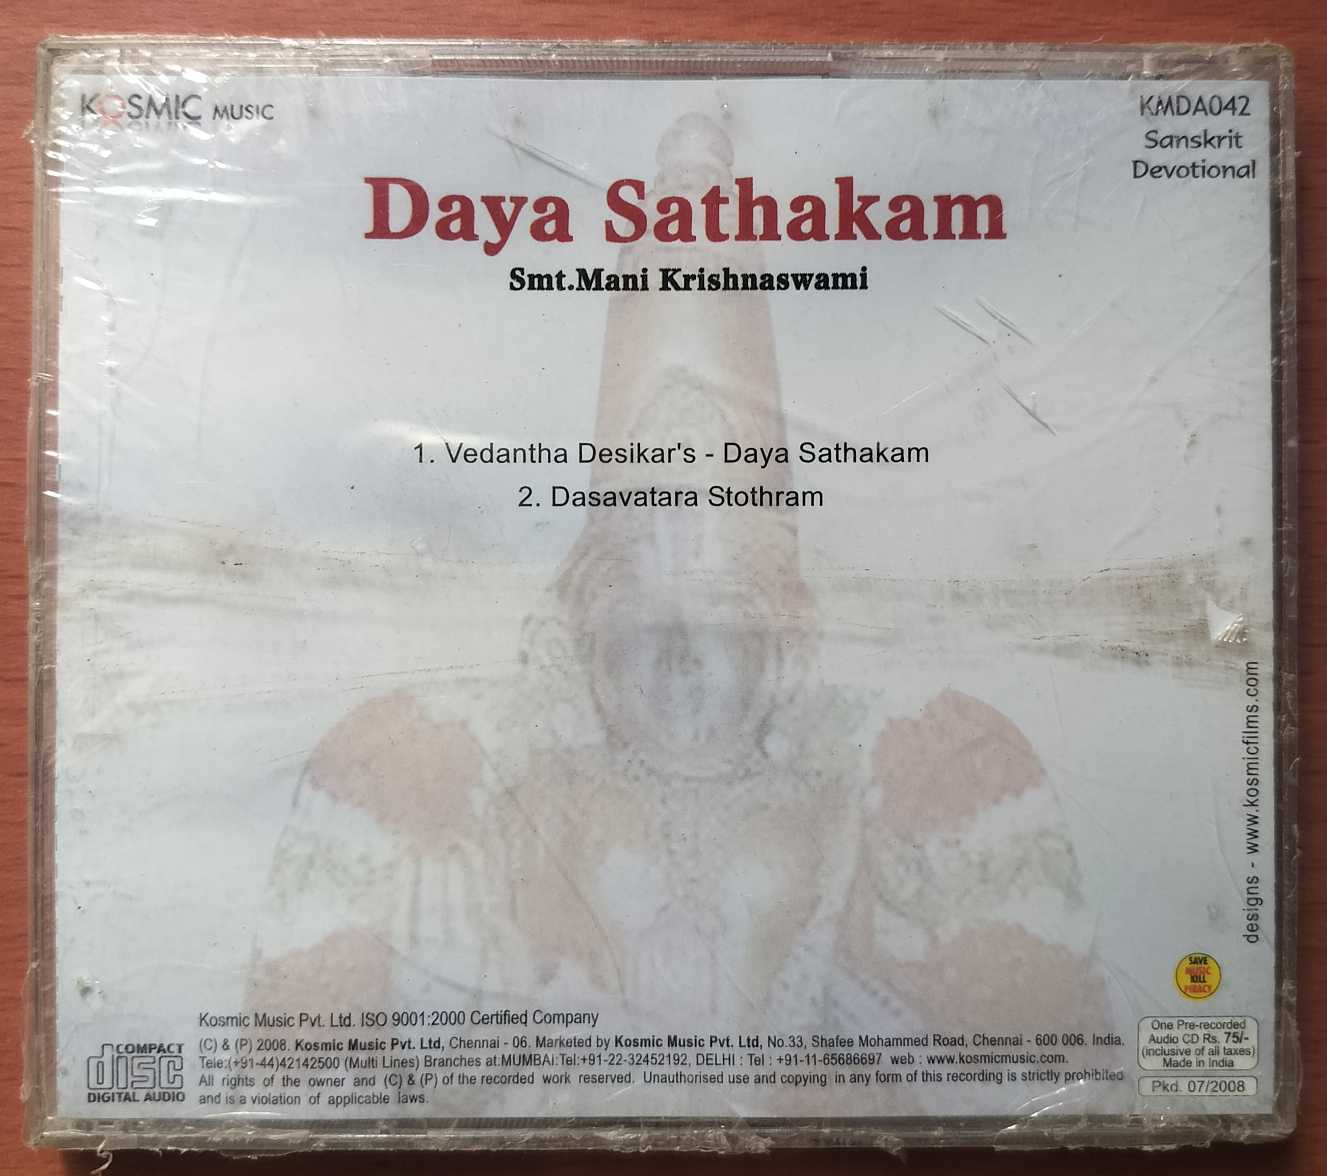 KOSMIC MUSIC
KMDA042
Sanskrit
Devotional
Daya Sathakam
Smt.Mani Krishnaswami
1. Vedantha Desikar's - Daya Sathakam
2. Dasavatara Stothram
designs - www.kosmicfilms.com
SAVE
MUSIC
KILL
PIRACY
Kosmic Music Pvt. Ltd. ISO 9001:2000 Certified Company
(C) & (P) 2008. Kosmic Music Pvt. Ltd, Chennai - 06. Marketed by Kosmic Music Pvt. Ltd, No.33, Shafee Mohammed Road, Chennai - 600 006. India.
Tele:(+91-44)42142500 (Multi Lines) Branches at:MUMBAi:Tel:+91-22-32452192, DELHI : Tel : +91-11-65686697 web : www.kosmicmusic.com.
All rights of the owner and (C) & (P) of the recorded work reserved. Unauthorised use and copying in any form of this recording is strictly prohibited
and is a violation of applicable laws.
COMPACT
disc
DIGITAL AUDIO
One Pre-recorded
Audio CD Rs. 75/-
(inclusive of all taxes)
Made in India
Pkd. 07/2008